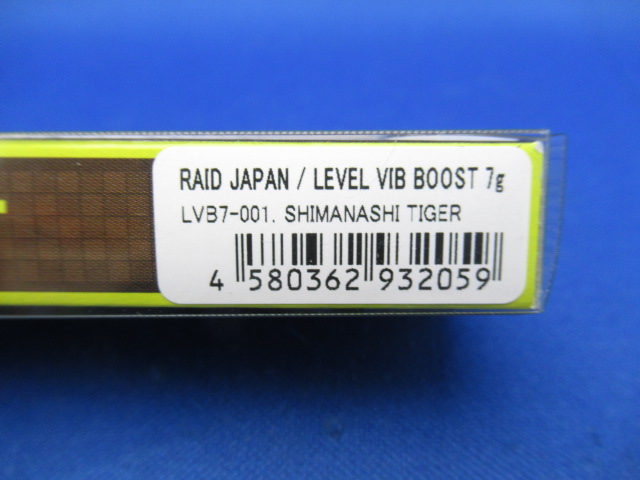 RAID JAPAN / LEVEL VIB BOOST 7g
LVB7-001. SHIMANASHI TIGER
4 580362 932059